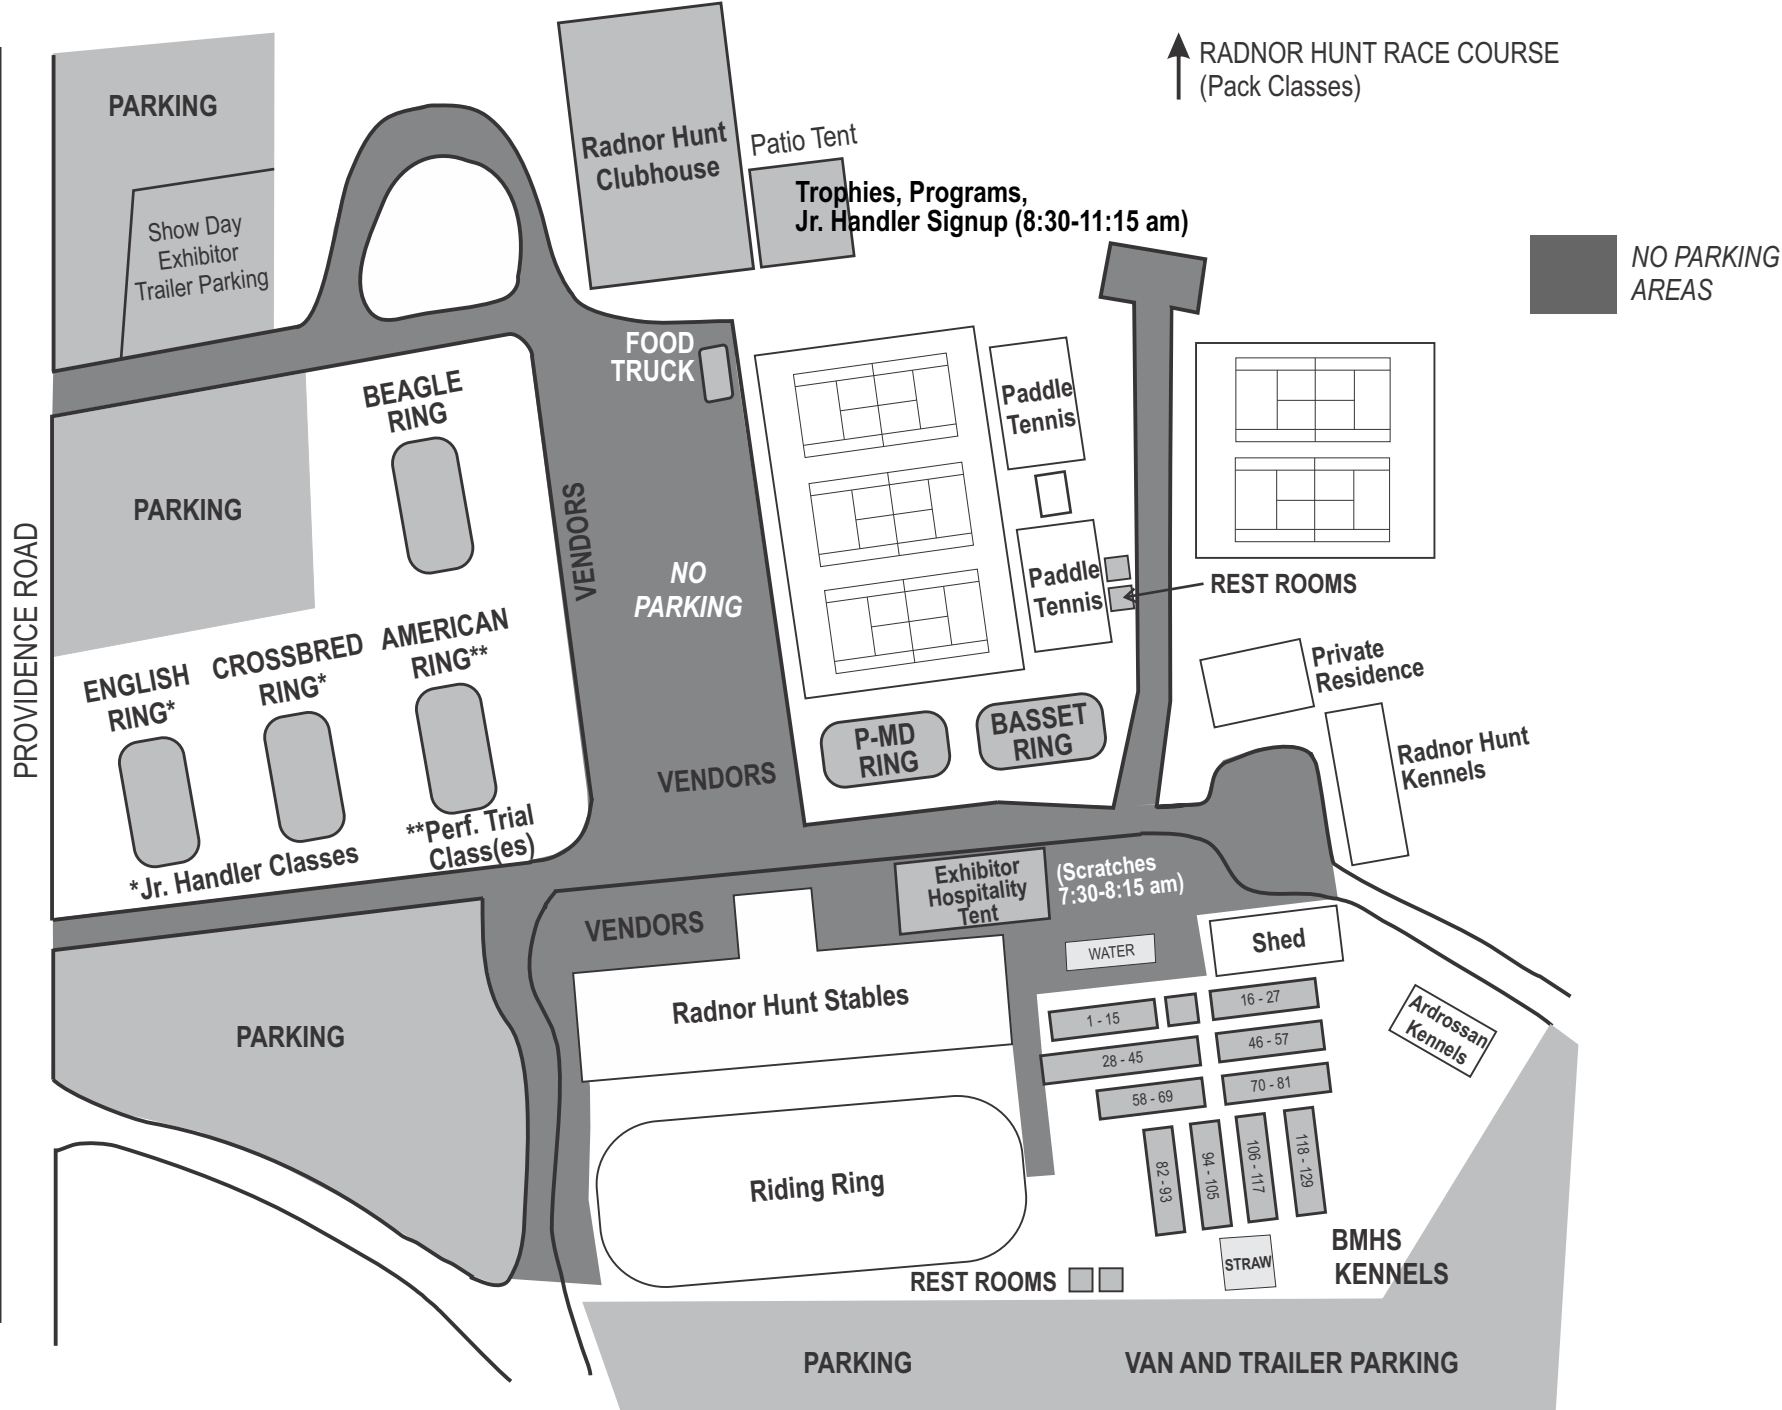 RADNOR HUNT RACE COURSE
(Pack Classes)
PARKING
Radnor Hunt
Clubhouse
Patio Tent
Trophies, Programs,
Jr. Handler Signup (8:30-11:15 am)
Show Day
Exhibitor
Trailer Parking
NO PARKING
AREAS
FOOD
TRUCK
BEAGLE
RING
Paddle
Tennis
PARKING
VENDORS
NO
PARKING
Paddle
Tennis
REST ROOMS
PROVIDENCE ROAD
ENGLISH
RING*
CROSSBRED
RING*
AMERICAN
RING**
Private
Residence
P-MD
RING
BASSET
RING
Radnor Hunt
Kennels
VENDORS
**Perf. Trial
Class(es)
*Jr. Handler Classes
Exhibitor
Hospitality
Tent
(Scratches
7:30-8:15 am)
VENDORS
WATER
Shed
Radnor Hunt Stables
1 - 15
16 - 27
28 - 45
46 - 57
58 - 69
70 - 81
Ardrossan
Kennels
PARKING
82 - 93
94 - 105
106 - 117
118 - 129
Riding Ring
BMHS
KENNELS
STRAW
REST ROOMS
PARKING
VAN AND TRAILER PARKING